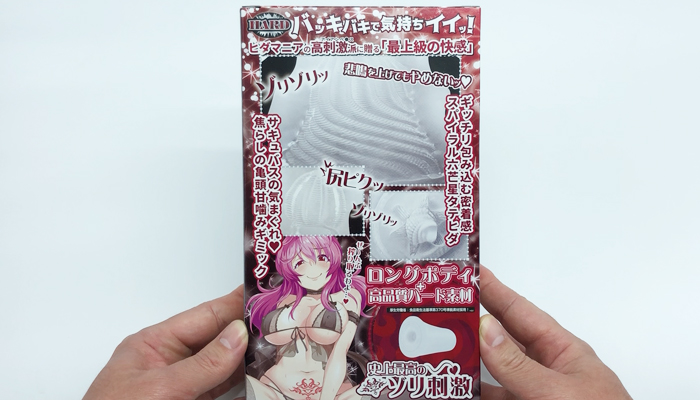 HARD バッキバキで気持ちイイッ!
ヒダマニアの高刺激派に贈る「最上級の快感」
ゾリゾリッ
悲鳴を上げてもやめないッ♥
ギッチリ包み込む密着感
スパイラル六芒星タテヒダ
サキュバスの気まぐれ♥
焦らしの亀頭甘噛みギミック
尻ビクッ
ゾリゾリッ
ロングボディ
+
高品質ハード素材
史上最高の
ゾリ刺激